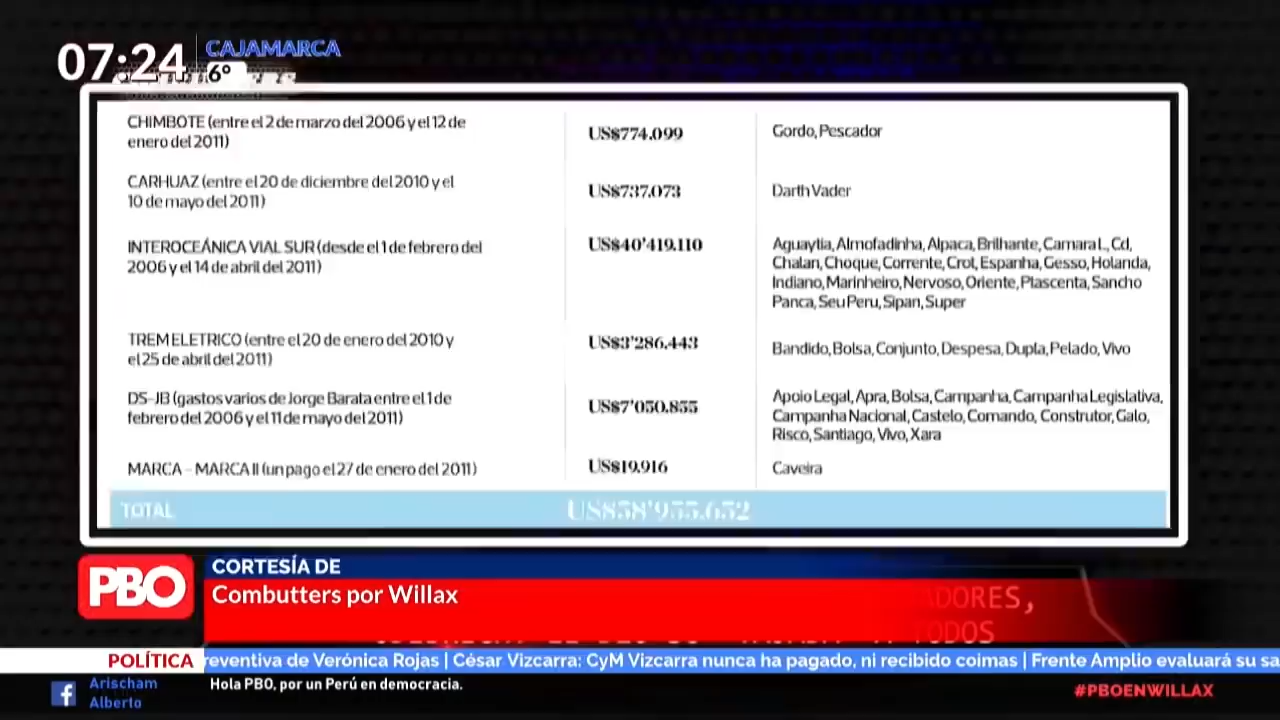 07:24
CAJAMARCA
6°
CHIMBOTE (entre el 2 de marzo del 2006 y el 12 de
enero del 2011)
US$774.099
Gordo, Pescador
CARHUAZ (entre el 20 de diciembre del 2010 y el
10 de mayo del 2011)
US$737.073
Darth Vader
INTEROCEÁNICA VIAL SUR (desde el 1 de febrero del
2006 y el 14 de abril del 2011)
US$40'419.110
Aguaytia, Almofadinha, Alpaca, Brilhante, Camara L., Cd,
Chalan, Choque, Corrente, Crot, Espanha, Gesso, Holanda,
Indiano, Marinheiro, Nervoso, Oriente, Plascenta, Sancho
Panca, Seu Peru, Sipan, Super
TREM ELETRICO (entre el 20 de enero del 2010 y
el 25 de abril del 2011)
US$3'286.443
Bandido, Bolsa, Conjunto, Despesa, Dupla, Pelado, Vivo
DS-JB (gastos varios de Jorge Barata entre el 1 de
febrero del 2006 y el 11 de mayo del 2011)
US$7'050.855
Apoio Legal, Apra, Bolsa, Campanha, Campanha Legislativa,
Campanha Nacional, Castelo, Comando, Construtor, Galo,
Risco, Santiago, Vivo, Xara
MARCA - MARCA II (un pago el 27 de enero del 2011)
US$19.916
Caveira
TOTAL
US$58'955.652
PBO
CORTESÍA DE
Combutters por Willax
ADORES,
TODOS
POLÍTICA
reventiva de Verónica Rojas | César Vizcarra: CyM Vizcarra nunca ha pagado, ni recibido coimas | Frente Amplio evaluará su sa
Arischam
Alberto
Hola PBO, por un Perú en democracia.
#PBOENWILLAX